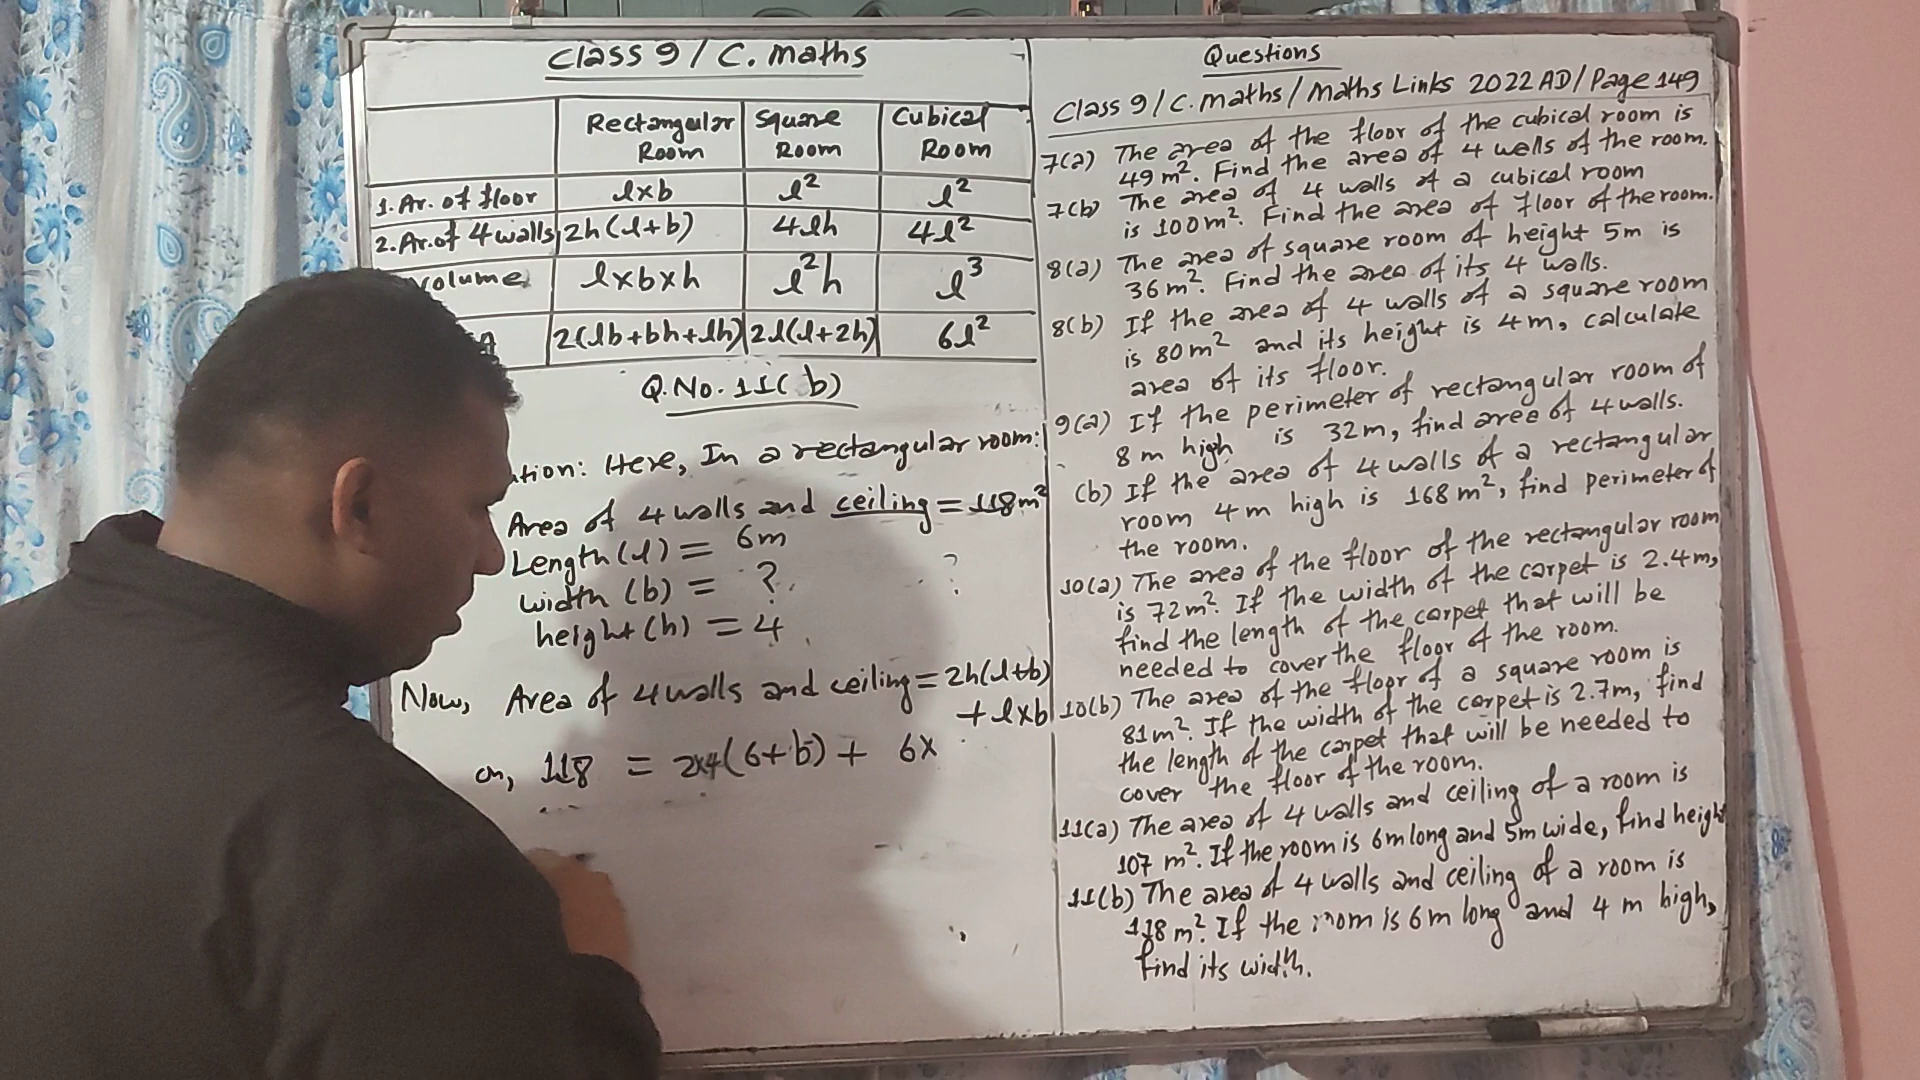 Class 9 / C. maths
Rectangular Room | Square Room | Cubical Room
1. Ar. of floor | l×b | l² | l²
2. Ar. of 4 walls | 2h(l+b) | 4lh | 4l²
volume | l×b×h | l²h | l³
A | 2(lb+bh+lh) | 2l(l+2h) | 6l²
Q.No. 11(b)
ution: Here, In a rectangular room:
Area of 4 walls and ceiling = 118m²
Length (l) = 6m
width (b) = ?
height (h) = 4
?
Now, Area of 4 walls and ceiling = 2h(l+b)
+ l×b
or, 118 = 2×4(6+b) + 6×
Questions
Class 9 / C. maths / Maths Links 2022 AD / Page 149
7(a) The area of the floor of the cubical room is
49 m². Find the area of 4 wells of the room.
7(b) The area of 4 walls of a cubical room
is 100m². Find the area of floor of the room.
8(a) The area of square room of height 5m is
36 m². Find the area of its 4 walls.
8(b) If the area of 4 walls of a square room
is 80m² and its height is 4m, calculate
area of its floor.
9(a) If the perimeter of rectangular room of
8 m high is 32m, find area of 4 walls.
(b) If the area of 4 walls of a rectangular
room 4m high is 168m², find perimeter of
the room.
10(a) The area of the floor of the rectangular room
is 72m². If the width of the carpet is 2.4m,
find the length of the carpet that will be
needed to cover the floor of the room.
10(b) The area of the floor of a square room is
81m². If the width of the carpet is 2.7m, find
the length of the carpet that will be needed to
cover the floor of the room.
11(a) The area of 4 walls and ceiling of a room is
107 m². If the room is 6m long and 5m wide, find height
11(b) The area of 4 walls and ceiling of a room is
118 m². If the room is 6m long and 4 m high,
find its width.